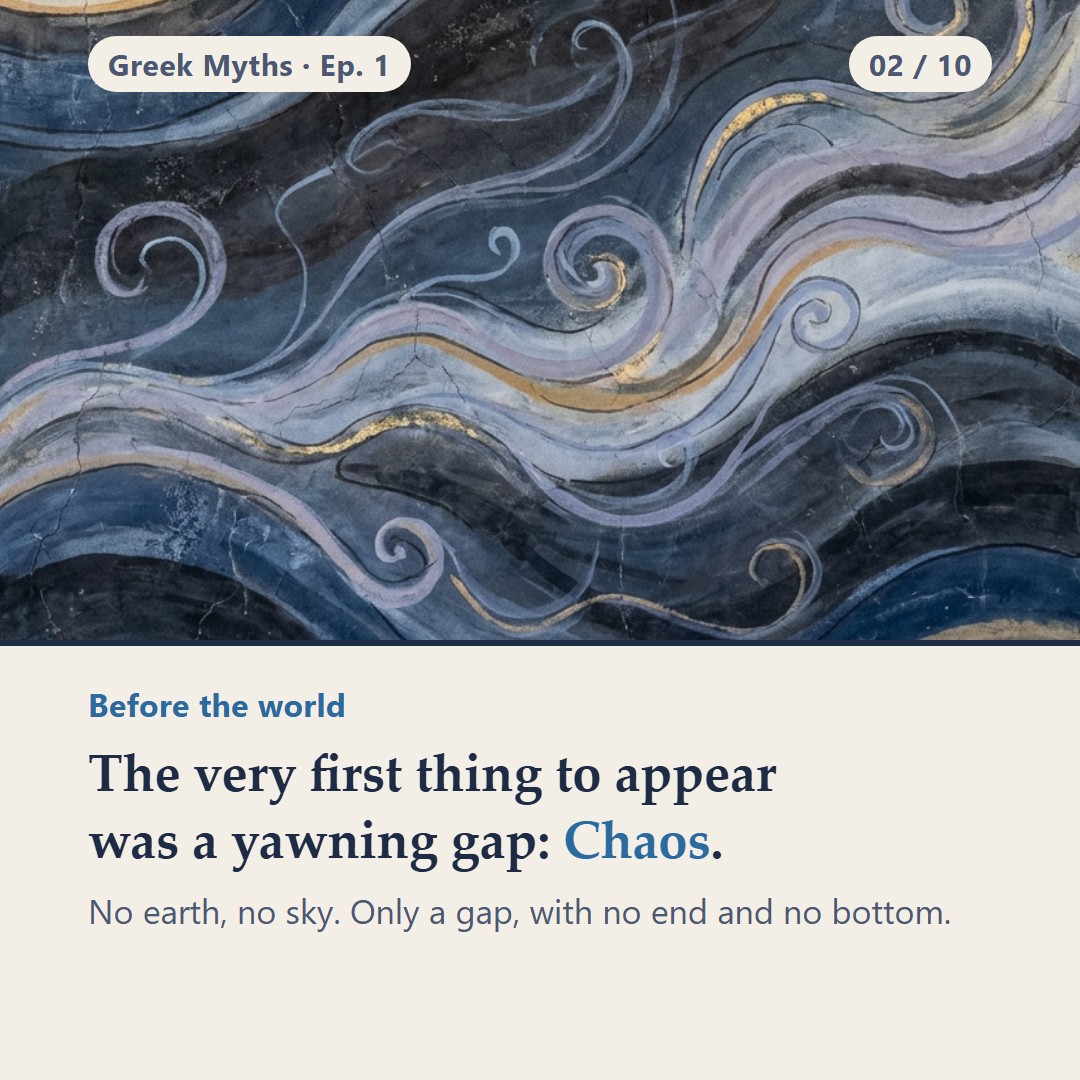 Greek Myths · Ep. 1
02 / 10
Before the world
The very first thing to appear
was a yawning gap: Chaos.
No earth, no sky. Only a gap, with no end and no bottom.